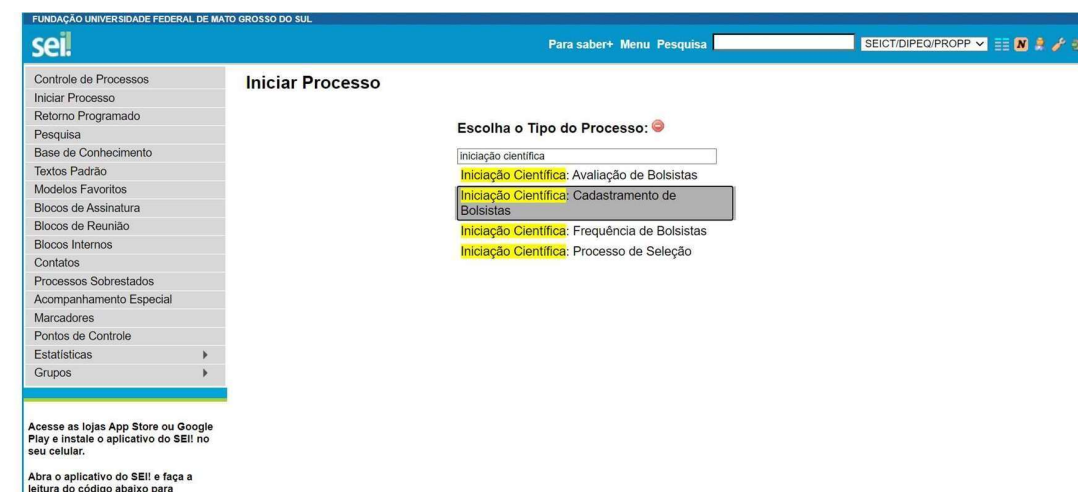 FUNDAÇÃO UNIVERSIDADE FEDERAL DE MATO GROSSO DO SUL
sei!
Para saber+ Menu Pesquisa
SEICT/DIPEQ/PROPP
N
Controle de Processos
Iniciar Processo
Retorno Programado
Pesquisa
Base de Conhecimento
Textos Padrão
Modelos Favoritos
Blocos de Assinatura
Blocos de Reunião
Blocos Internos
Contatos
Processos Sobrestados
Acompanhamento Especial
Marcadores
Pontos de Controle
Estatísticas
Grupos
Acesse as lojas App Store ou Google
Play e instale o aplicativo do SEI! no
seu celular.
Abra o aplicativo do SEI! e faça a
leitura do código abaixo para
Iniciar Processo
Escolha o Tipo do Processo:
iniciação científica
Iniciação Científica: Avaliação de Bolsistas
Iniciação Científica: Cadastramento de
Bolsistas
Iniciação Científica: Frequência de Bolsistas
Iniciação Científica: Processo de Seleção